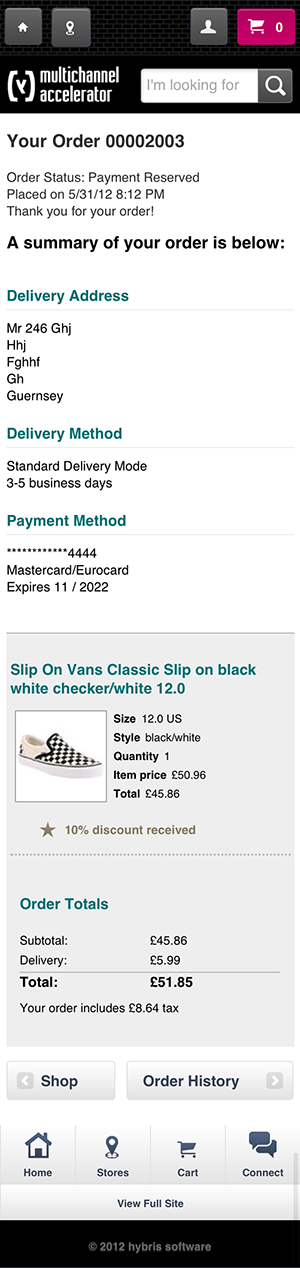 0
multichannel
accelerator
I'm looking for
Your Order 00002003
Order Status: Payment Reserved
Placed on 5/31/12 8:12 PM
Thank you for your order!
A summary of your order is below:
Delivery Address
Mr 246 Ghj
Hhj
Fghhf
Gh
Guernsey
Delivery Method
Standard Delivery Mode
3-5 business days
Payment Method
************4444
Mastercard/Eurocard
Expires 11 / 2022
Slip On Vans Classic Slip on black
white checker/white 12.0
Size 12.0 US
Style black/white
Quantity 1
Item price £50.96
Total £45.86
10% discount received
Order Totals
Subtotal: £45.86
Delivery: £5.99
Total: £51.85
Your order includes £8.64 tax
Shop Order History
Home Stores Cart Connect
View Full Site
© 2012 hybris software